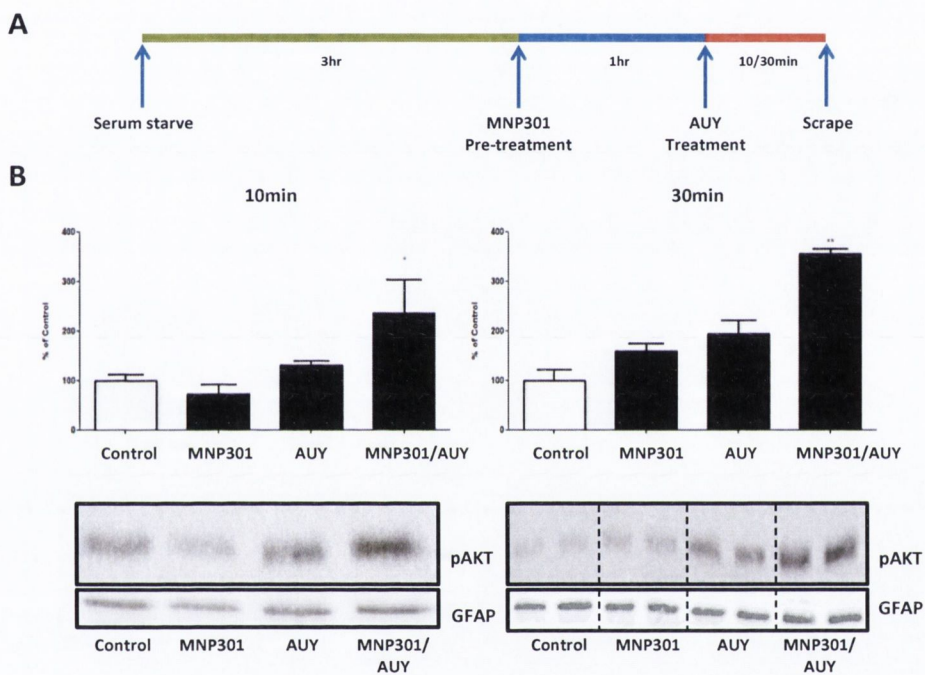 A
3hr
1hr
10/30min
Serum starve
MNP301
Pre-treatment
AUY
Treatment
Scrape
B
10min
30min
% of Control
400
300
200
100
0
*
Control
MNP301
AUY
MNP301/AUY
% of Control
400
300
200
100
0
**
Control
MNP301
AUY
MNP301/AUY
pAKT
GFAP
Control
MNP301
AUY
MNP301/
AUY
pAKT
GFAP
Control
MNP301
AUY
MNP301/
AUY